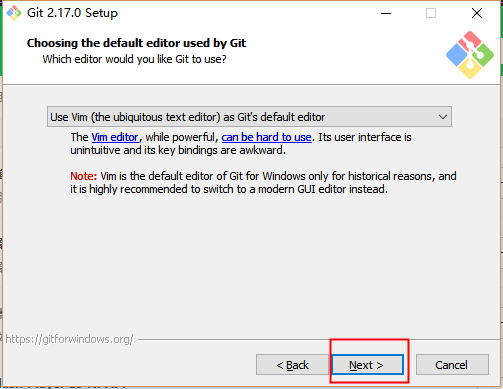 Git 2.17.0 Setup
Choosing the default editor used by Git
Which editor would you like Git to use?
Use Vim (the ubiquitous text editor) as Git's default editor
The Vim editor, while powerful, can be hard to use. Its user interface is
unintuitive and its key bindings are awkward.
Note: Vim is the default editor of Git for Windows only for historical reasons, and
it is highly recommended to switch to a modern GUI editor instead.
https://gitforwindows.org/
< Back
Next >
Cancel